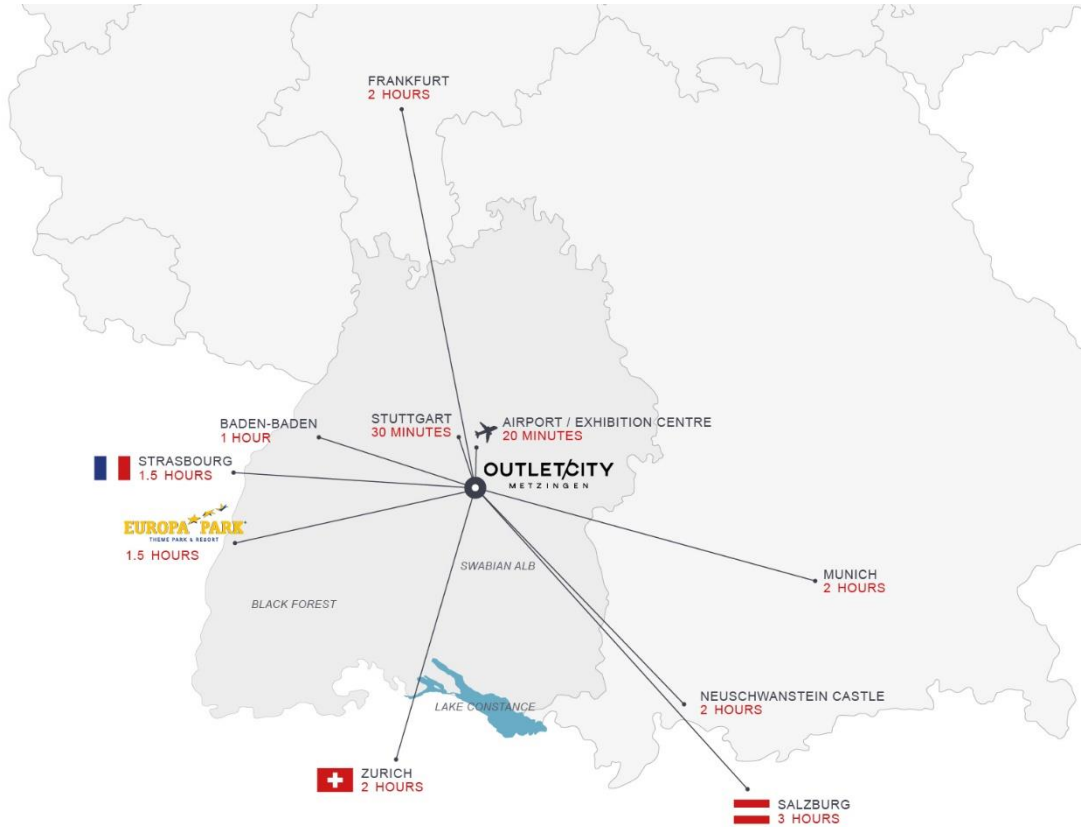 FRANKFURT
2 HOURS
BADEN-BADEN
1 HOUR
STUTTGART
30 MINUTES
AIRPORT / EXHIBITION CENTRE
20 MINUTES
STRASBOURG
1.5 HOURS
OUTLETCITY
METZINGEN
EUROPA PARK
THEME PARK & RESORT
1.5 HOURS
SWABIAN ALB
BLACK FOREST
MUNICH
2 HOURS
LAKE CONSTANCE
NEUSCHWANSTEIN CASTLE
2 HOURS
ZURICH
2 HOURS
SALZBURG
3 HOURS